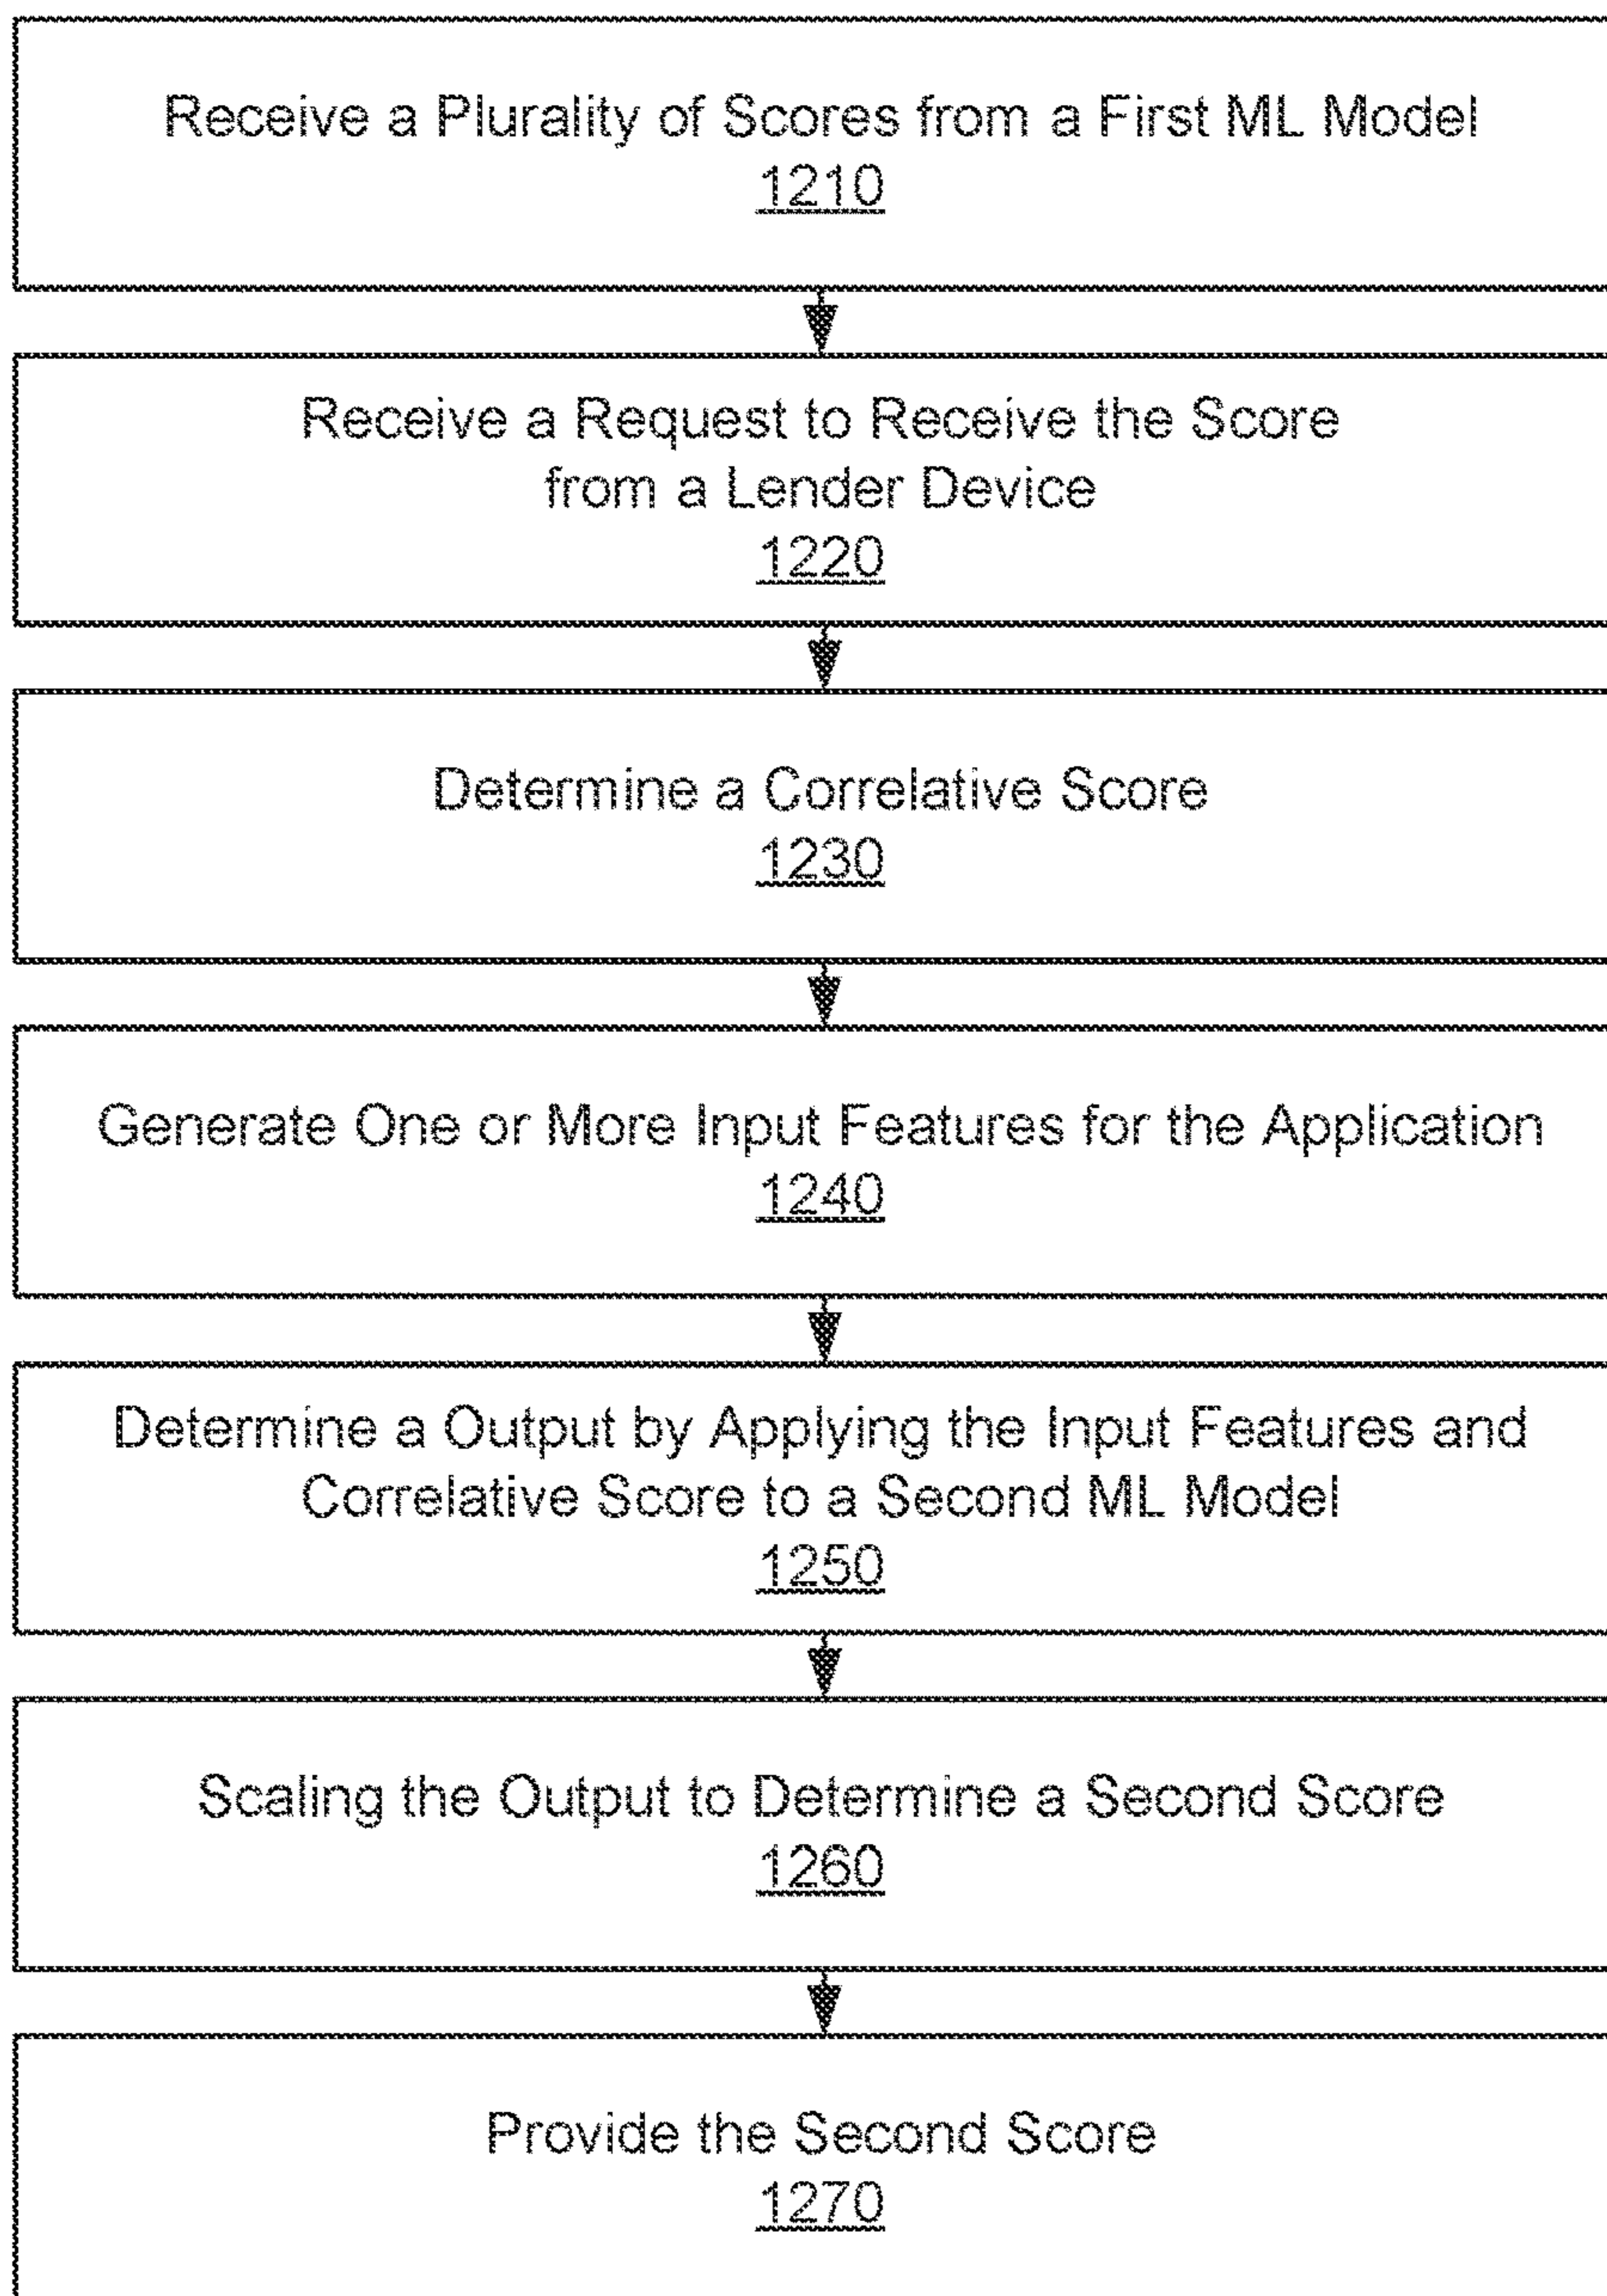 Receive a Plurality of Scores from a First ML Model
1210
Receive a Request to Receive the Score
from a Lender Device
1220
Determine a Correlative Score
1230
Generate One or More Input Features for the Application
1240
Determine a Output by Applying the Input Features and
Correlative Score to a Second ML Model
1250
Scaling the Output to Determine a Second Score
1260
Provide the Second Score
1270